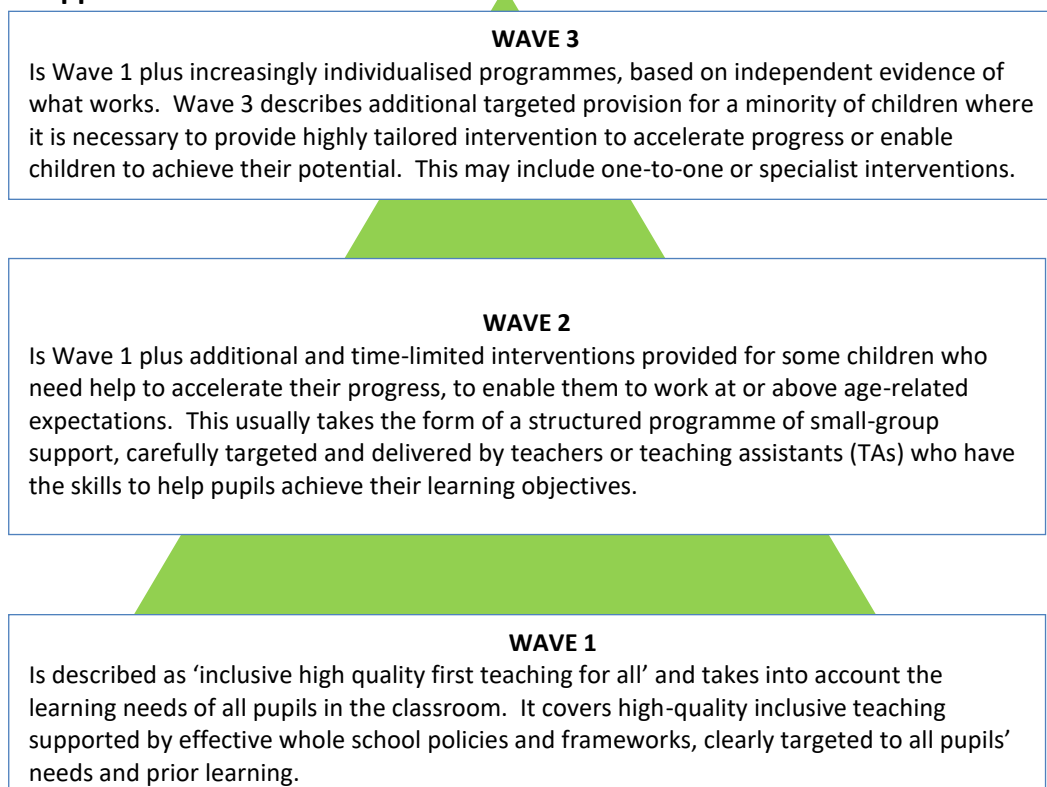 WAVE 3
Is Wave 1 plus increasingly individualised programmes, based on independent evidence of
what works.  Wave 3 describes additional targeted provision for a minority of children where
it is necessary to provide highly tailored intervention to accelerate progress or enable
children to achieve their potential.  This may include one-to-one or specialist interventions.
WAVE 2
Is Wave 1 plus additional and time-limited interventions provided for some children who
need help to accelerate their progress, to enable them to work at or above age-related
expectations.  This usually takes the form of a structured programme of small-group
support, carefully targeted and delivered by teachers or teaching assistants (TAs) who have
the skills to help pupils achieve their learning objectives.
WAVE 1
Is described as ‘inclusive high quality first teaching for all’ and takes into account the
learning needs of all pupils in the classroom.  It covers high-quality inclusive teaching
supported by effective whole school policies and frameworks, clearly targeted to all pupils’
needs and prior learning.